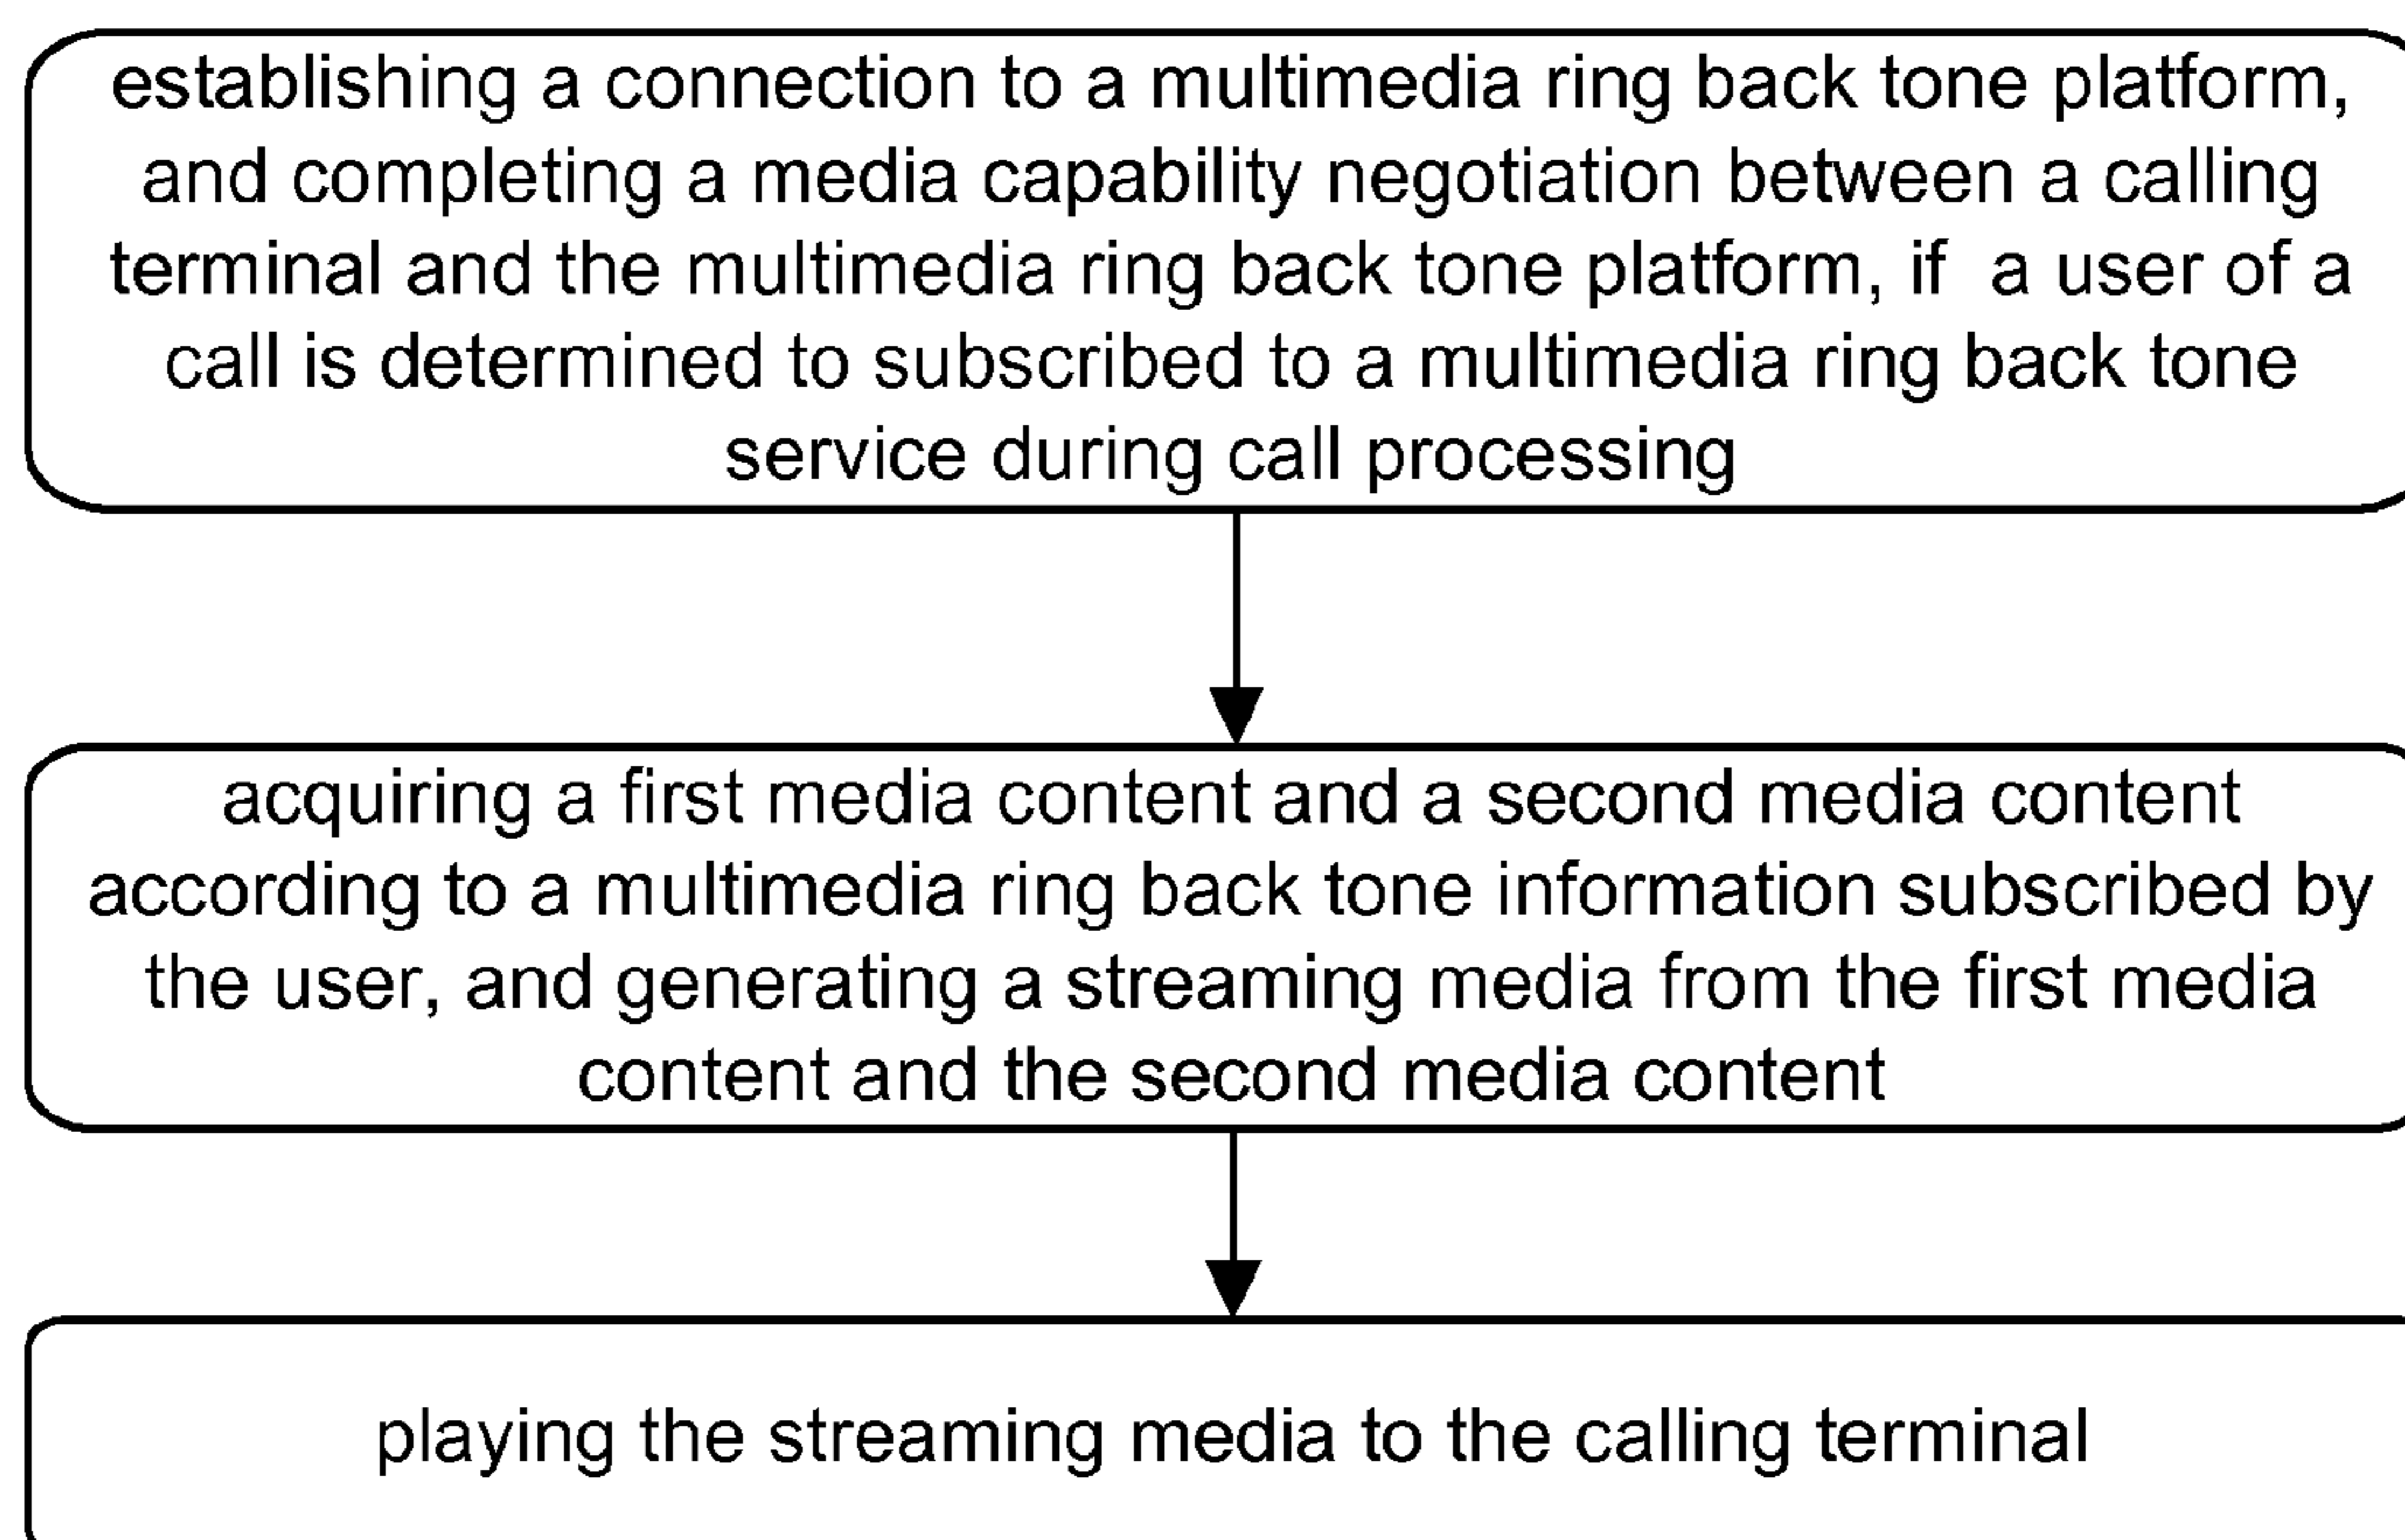 establishing a connection to a multimedia ring back tone platform,
and completing a media capability negotiation between a calling
terminal and the multimedia ring back tone platform, if a user of a
call is determined to subscribed to a multimedia ring back tone
service during call processing
acquiring a first media content and a second media content
according to a multimedia ring back tone information subscribed by
the user, and generating a streaming media from the first media
content and the second media content
playing the streaming media to the calling terminal